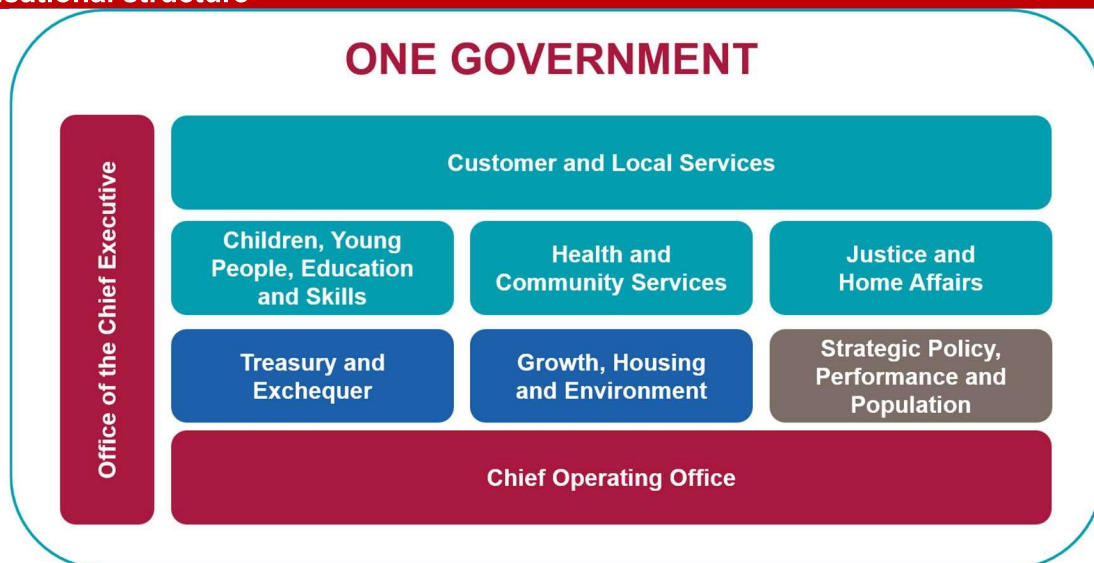 ONE GOVERNMENT
Office of the Chief Executive
Customer and Local Services
Children, Young
People, Education
and Skills
Health and
Community Services
Justice and
Home Affairs
Treasury and
Exchequer
Growth, Housing
and Environment
Strategic Policy,
Performance and
Population
Chief Operating Office